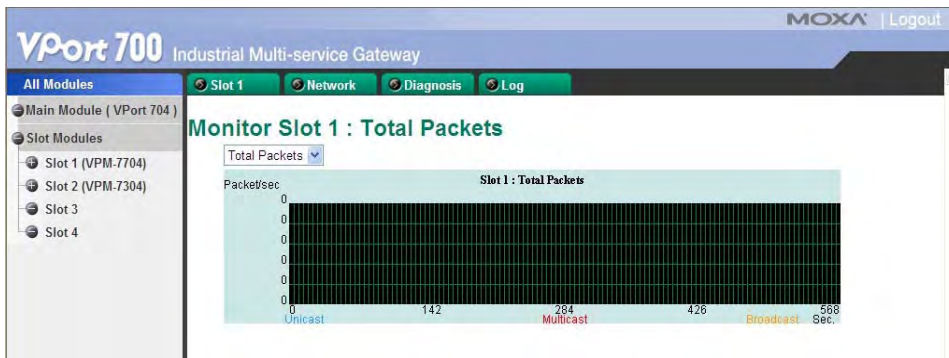 MOXA | Logout
VPort 700 Industrial Multi-service Gateway
All Modules
Slot 1 Network Diagnosis Log
Main Module ( VPort 704 )
Slot Modules
Slot 1 (VPM-7704)
Slot 2 (VPM-7304)
Slot 3
Slot 4
Monitor Slot 1 : Total Packets
Total Packets
Packet/sec
Slot 1 : Total Packets
0
0
0
0
0
0
0 142 284 426 568
Unicast Multicast Broadcast Sec.